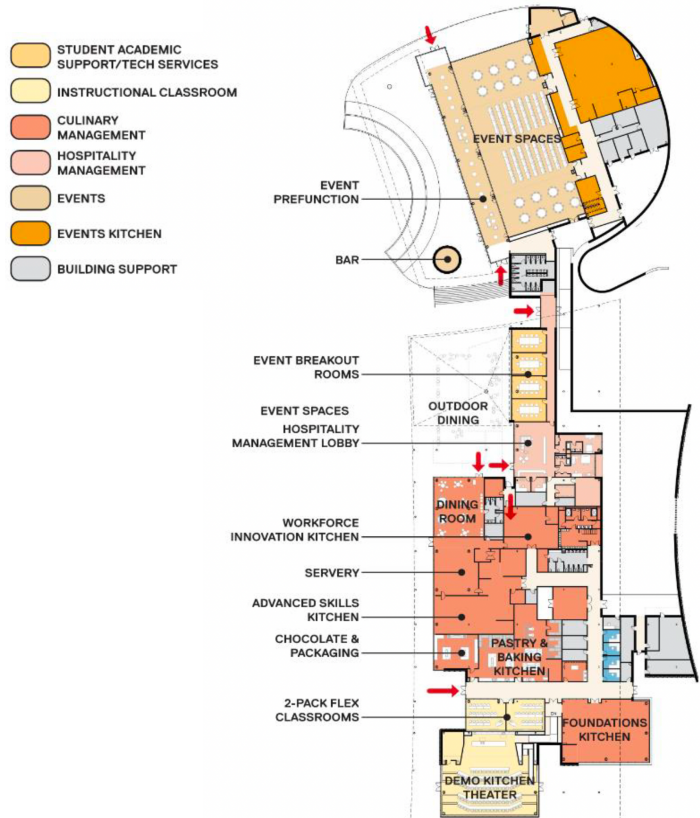 STUDENT ACADEMIC
SUPPORT/TECH SERVICES
INSTRUCTIONAL CLASSROOM
CULINARY
MANAGEMENT
HOSPITALITY
MANAGEMENT
EVENTS
EVENTS KITCHEN
BUILDING SUPPORT
EVENT SPACES
EVENT
PREFUNCTION
BAR
EVENT BREAKOUT
ROOMS
OUTDOOR
DINING
EVENT SPACES
HOSPITALITY
MANAGEMENT LOBBY
DINING
ROOM
WORKFORCE
INNOVATION KITCHEN
SERVERY
ADVANCED SKILLS
KITCHEN
CHOCOLATE &
PACKAGING
PASTRY &
BAKING
KITCHEN
2-PACK FLEX
CLASSROOMS
FOUNDATIONS
KITCHEN
DEMO KITCHEN
THEATER